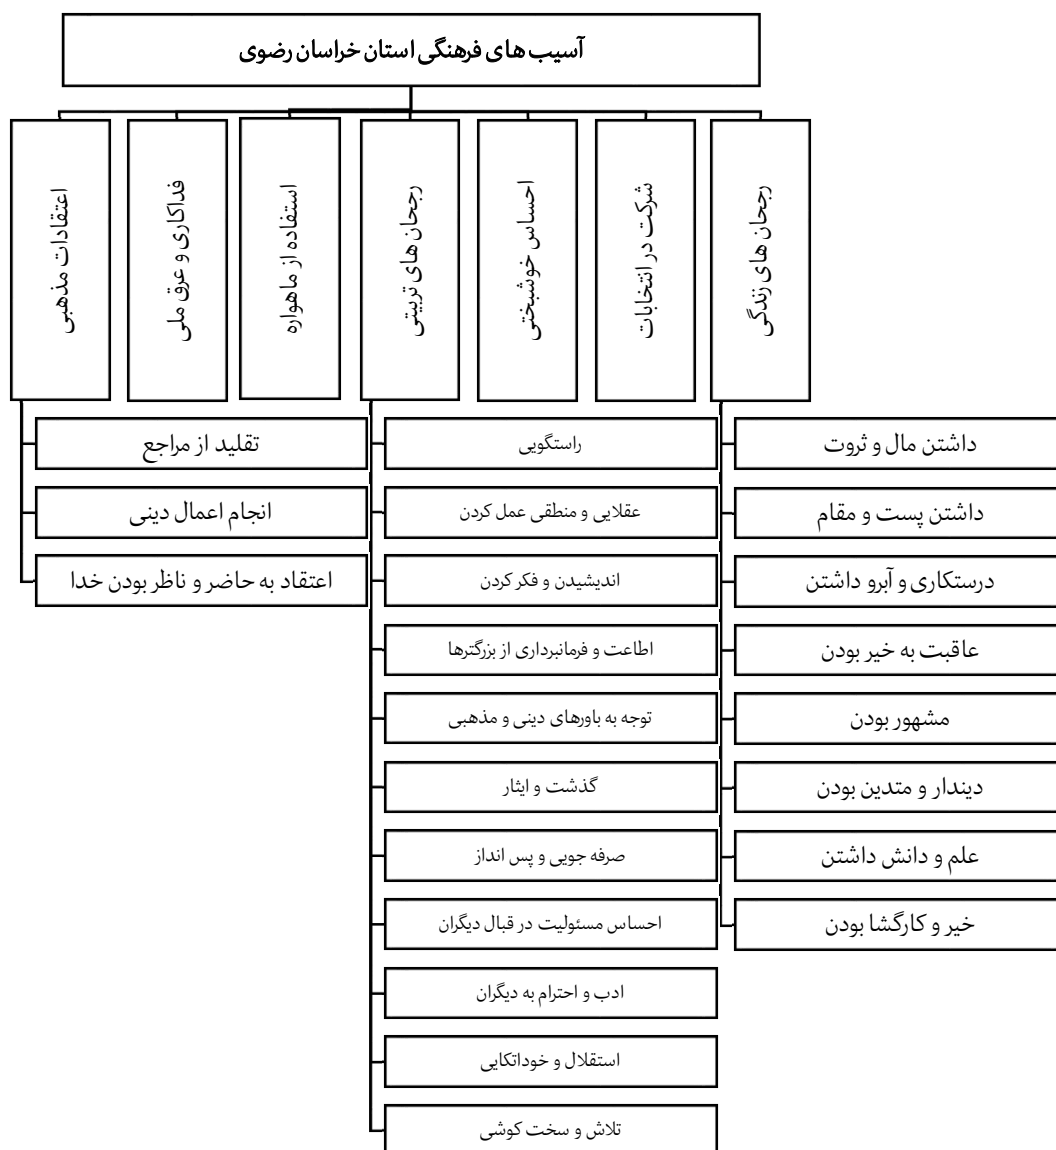 آسیب های فرهنگی استان خراسان رضوی
رجحان های زندگی
شرکت در انتخابات
احساس خوشبختی
رجحان های تربیتی
استفاده از ماهواره
فداکاری و عرق ملی
اعتقادات مذهبی
داشتن مال و ثروت
داشتن پست و مقام
درستکاری و آبرو داشتن
عاقبت به خیر بودن
مشهور بودن
دیندار و متدین بودن
علم و دانش داشتن
خیر و کارگشا بودن
راستگویی
عقلایی و منطقی عمل کردن
اندیشیدن و فکر کردن
اطاعت و فرمانبرداری از بزرگترها
توجه به باورهای دینی و مذهبی
گذشت و ایثار
صرفه جویی و پس انداز
احساس مسئولیت در قبال دیگران
ادب و احترام به دیگران
استقلال و خوداتکایی
تلاش و سخت کوشی
تقلید از مراجع
انجام اعمال دینی
اعتقاد به حاضر و ناظر بودن خدا